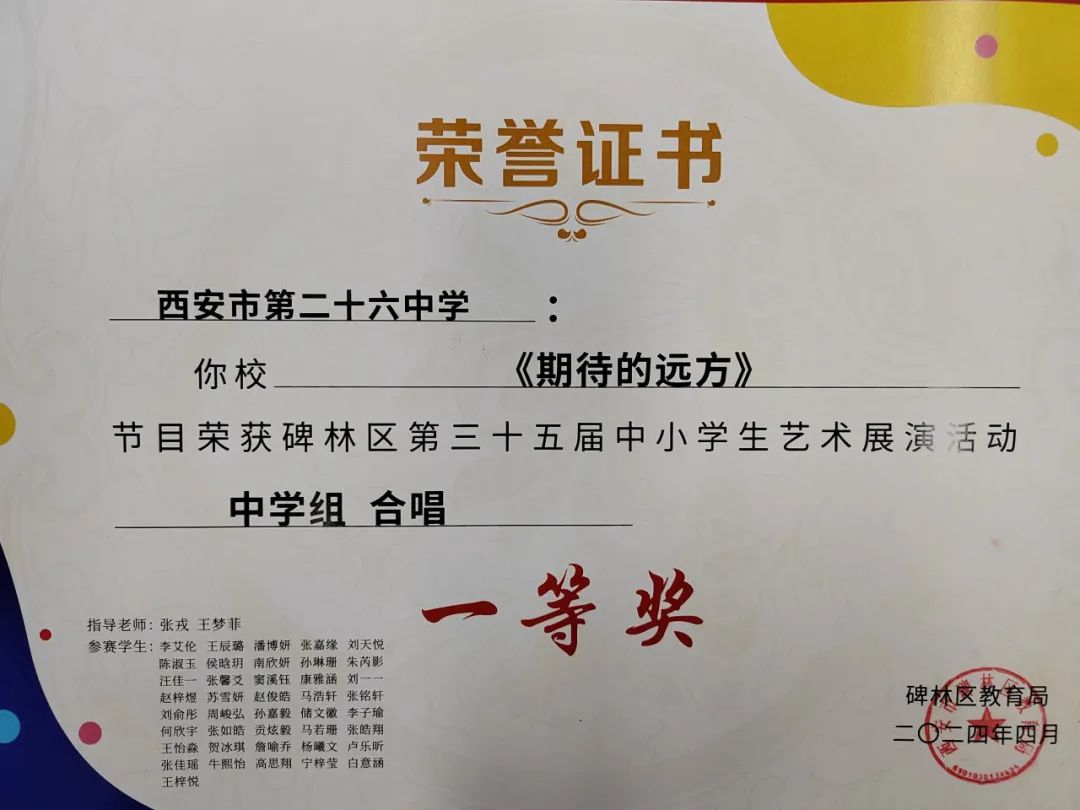 荣誉证书
西安市第二十六中学：
你校《期待的远方》
节目荣获碑林区第三十五届中小学生艺术展演活动
中学组 合唱
一等奖
指导老师：张戎 王梦菲
参赛学生：李艾伦 王辰璐 潘博妍 张嘉缘 刘天悦
陈淑玉 侯晗玥 南欣妍 孙琳珊 朱芮影
汪佳一 张馨爻 窦溪钰 康雅涵 刘一一
赵梓煜 苏雪妍 赵俊皓 马浩轩 张铭轩
刘俞彤 周峻弘 孙嘉毅 储文徽 李子瑜
何欣宇 张如皓 贡炫毅 马若珊 张皓翔
王怡淼 贺冰琪 詹喻乔 杨曦文 卢乐昕
张佳瑶 牛熙怡 高思翔 宁梓莹 白意涵
王梓悦
碑林区教育局
二〇二四年四月